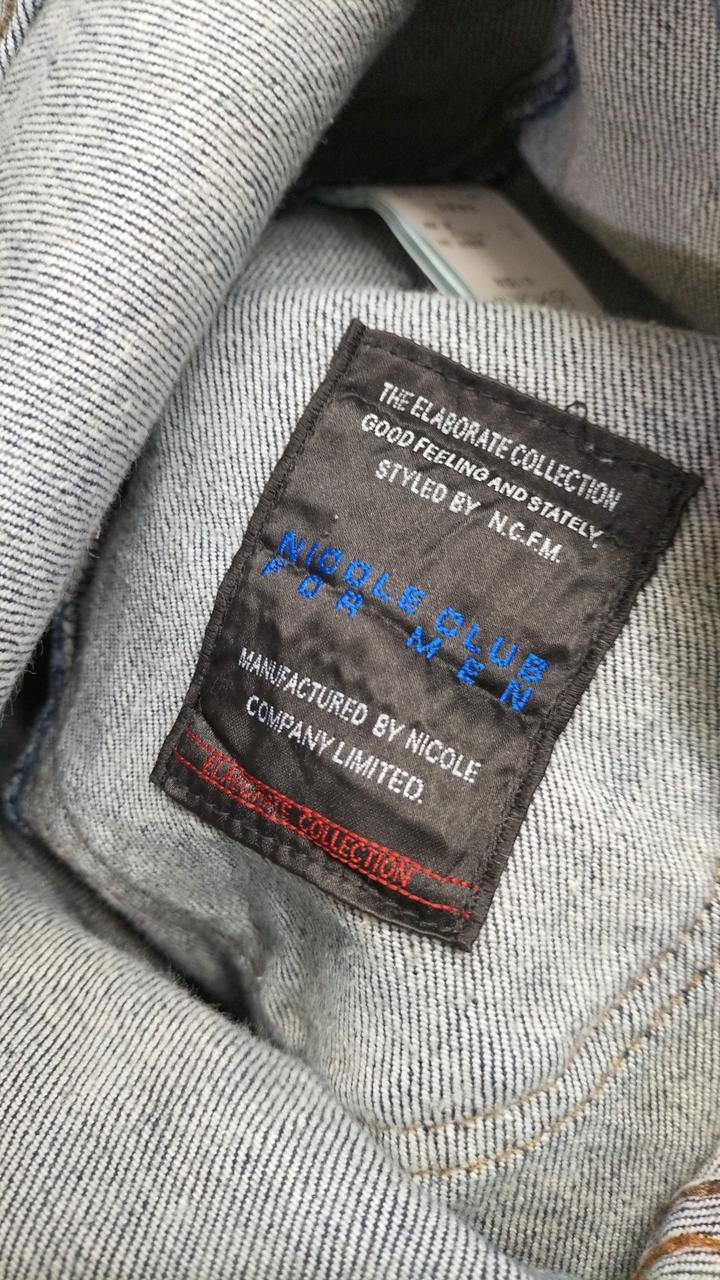 THE ELABORATE COLLECTION
GOOD FEELING AND STATELY,
STYLED BY N.C.F.M.
NICOLE CLUB
FOR MEN
MANUFACTURED BY NICOLE
COMPANY LIMITED.
ELABORATE COLLECTION